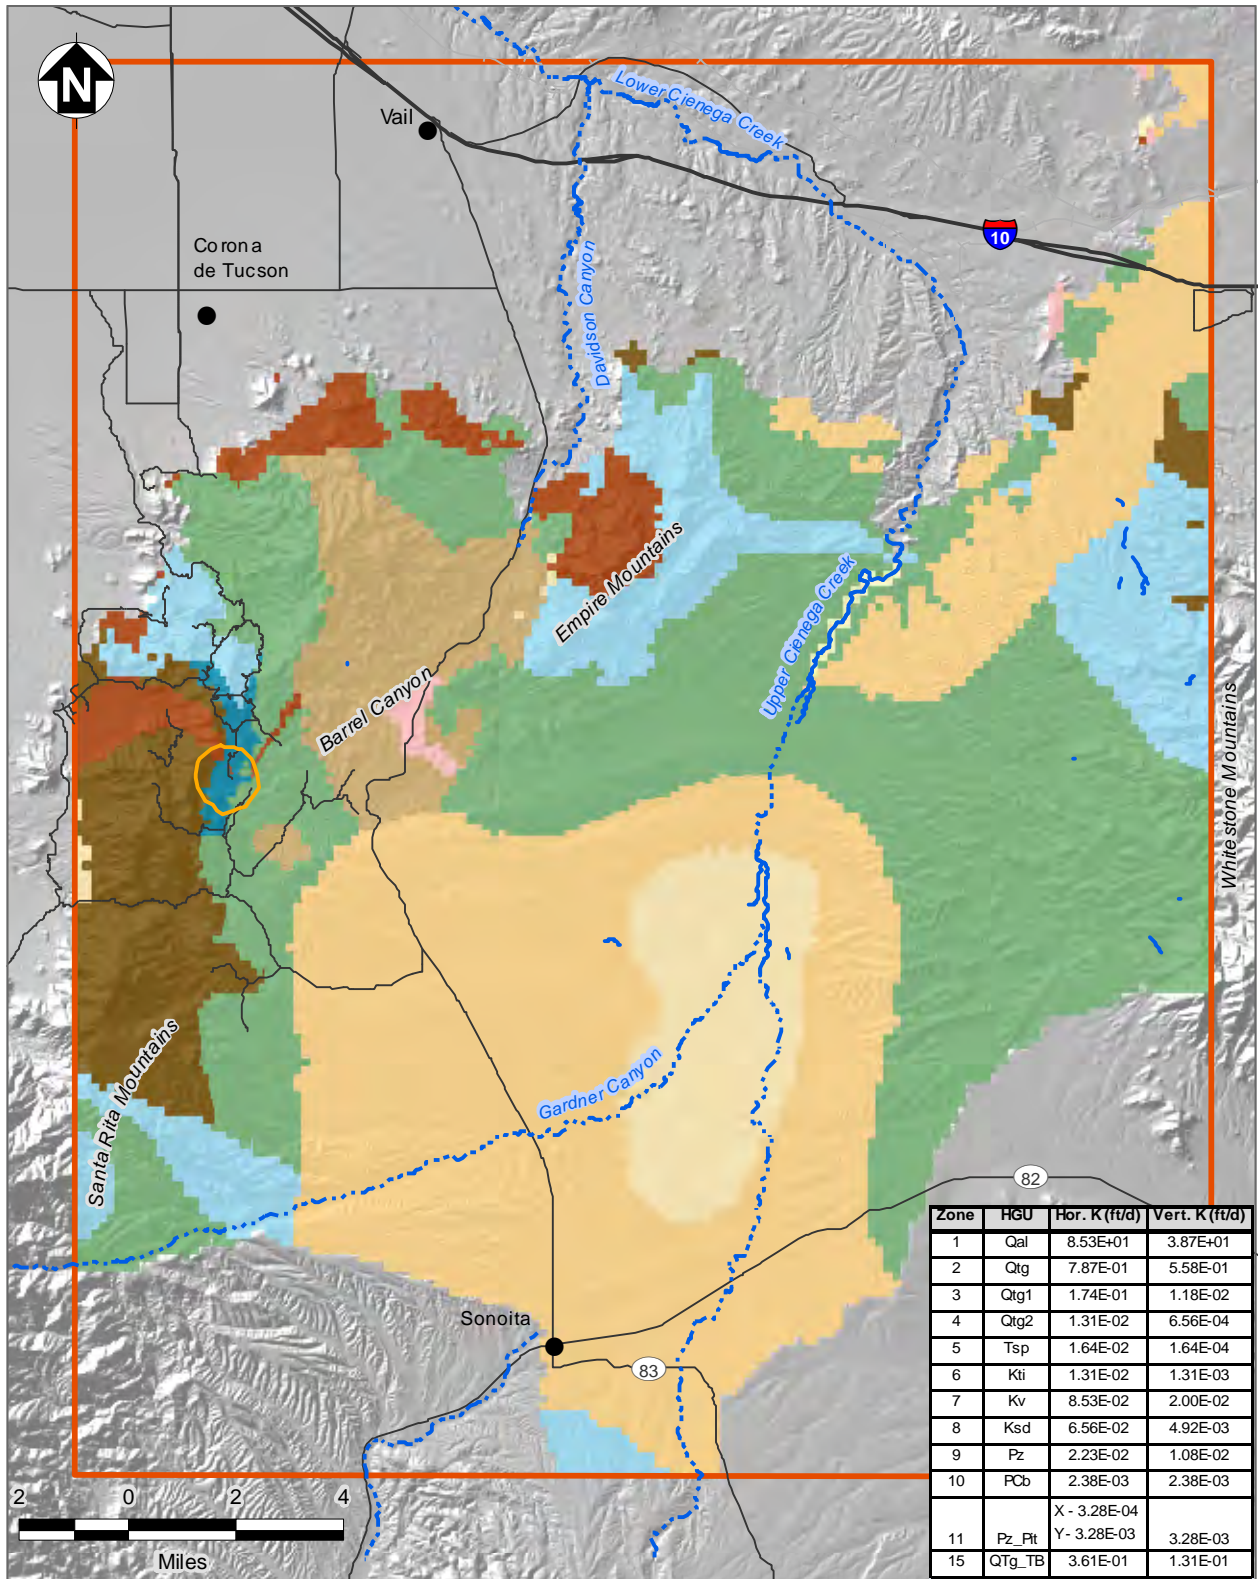 N
Lower Cienega Creek
Vail
10
Corona
de Tucson
Davidson Canyon
Empire Mountains
Upper Cienega Creek
Barrel Canyon
Whitestone Mountains
Santa Rita Mountains
Gardner Canyon
82
Sonoita
83
Zone HGU Hor. K (ft/d) Vert. K (ft/d)
1 Qal 8.53E+01 3.87E+01
2 Qtg 7.87E-01 5.58E-01
3 Qtg1 1.74E-01 1.18E-02
4 Qtg2 1.31E-02 6.56E-04
5 Tsp 1.64E-02 1.64E-04
6 Kti 1.31E-02 1.31E-03
7 Kv 8.53E-02 2.00E-02
8 Ksd 6.56E-02 4.92E-03
9 Pz 2.23E-02 1.08E-02
10 PCb 2.38E-03 2.38E-03
X - 3.28E-04
Y - 3.28E-03
11 Pz_Pit 3.28E-03
15 QTg_TB 3.61E-01 1.31E-01
2 0 2 4
Miles